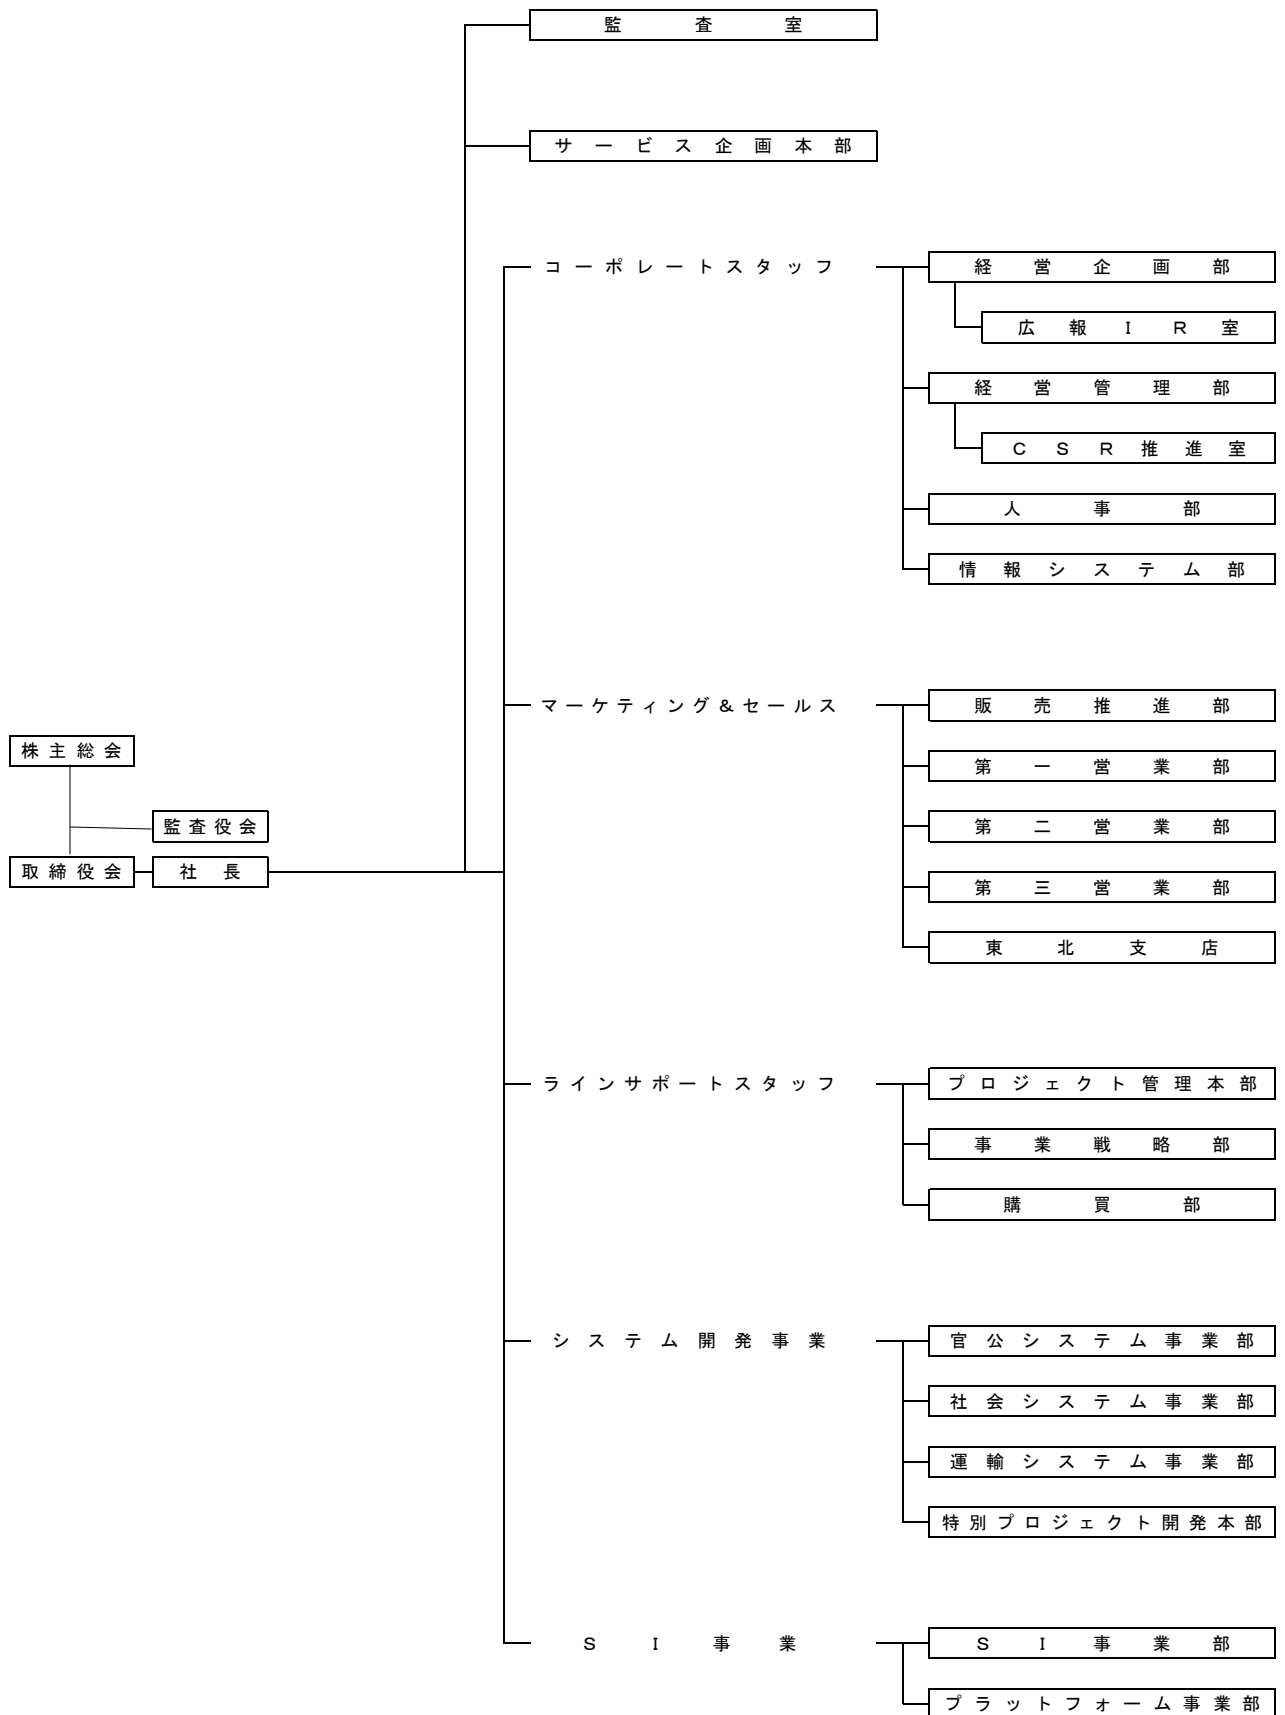 監査室
サービス企画本部
コーポレートスタッフ
経営企画部
広報IR室
経営管理部
CSR推進室
人事部
情報システム部
マーケティング&セールス
販売推進部
第一営業部
第二営業部
第三営業部
東北支店
株主総会
監査役会
取締役会
社長
ラインサポートスタッフ
プロジェクト管理本部
事業戦略部
購買部
システム開発事業
官公システム事業部
社会システム事業部
運輸システム事業部
特別プロジェクト開発本部
SI事業
SI事業部
プラットフォーム事業部